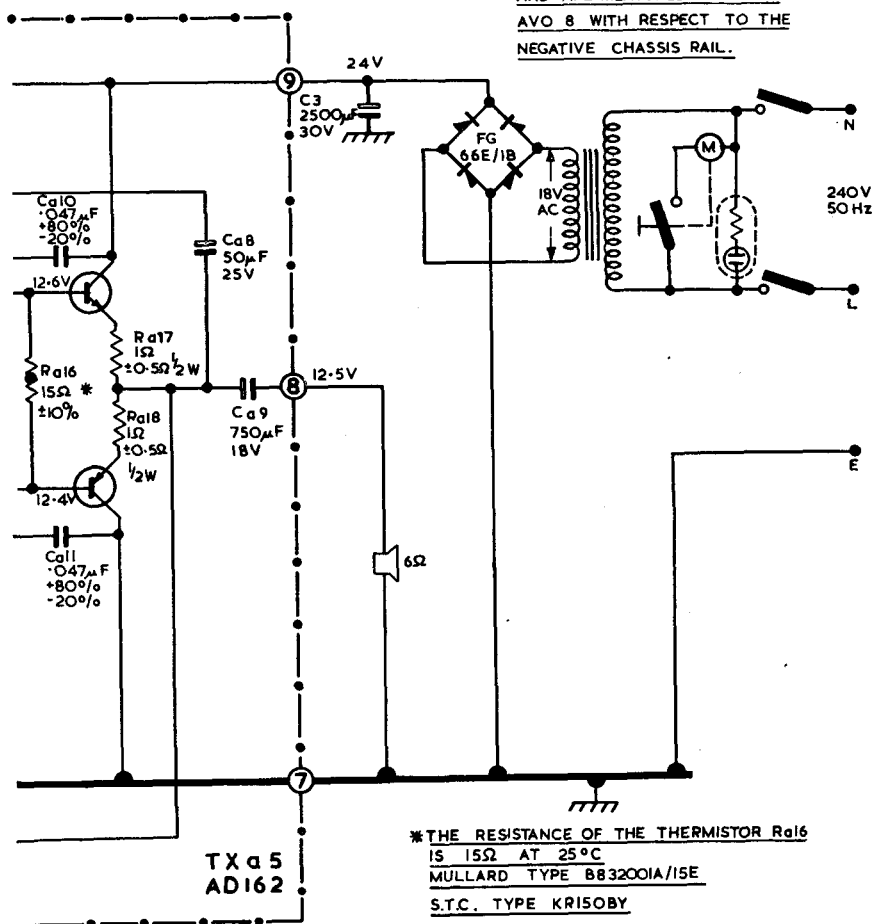 AVO 8 WITH RESPECT TO THE
NEGATIVE CHASSIS RAIL.
24V
9
C3
2500µF
30V
FG
66E/1B
18V
AC
M
N
240V
50Hz
L
Ca10
·047µF
+80%
-20%
Ca8
50µF
25V
12·6V
Ra17
1Ω
±0·5Ω ½W
Ra16
15Ω *
±10%
8
12·5V
Ca9
750µF
18V
Ra18
1Ω
±0·5Ω
½W
12·4V
E
Ca11
·047µF
+80%
-20%
6Ω
7
TXa5
AD162
* THE RESISTANCE OF THE THERMISTOR Ra16
IS 15Ω AT 25°C
MULLARD TYPE B832001A/15E
S.T.C. TYPE KR150BY